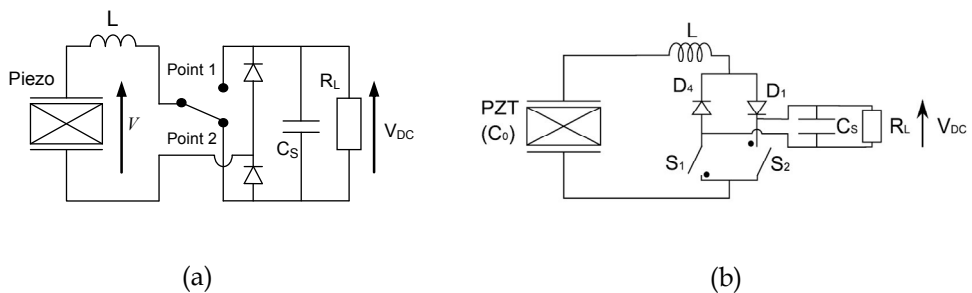 L
Piezo
V
Point 1
Point 2
C_S
R_L
V_DC
(a)
L
PZT
(C₀)
D₄
D₁
S₁
S₂
C_S
R_L
V_DC
(b)